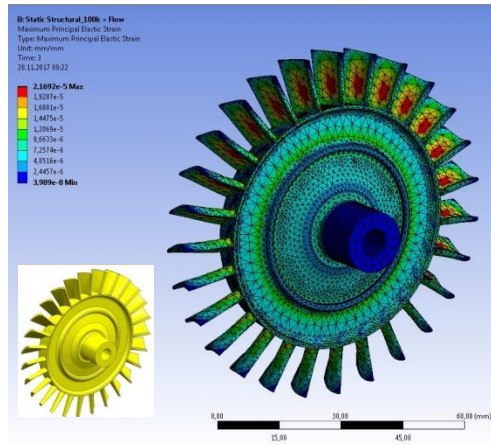 B: Static Structural_100k + Flow
Maximum Principal Elastic Strain
Type: Maximum Principal Elastic Strain
Unit: mm/mm
Time: 3
28.11.2017 09:22
2,1692e-5 Max
1,9287e-5
1,6881e-5
1,4475e-5
1,2069e-5
9,6633e-6
7,2574e-6
4,8516e-6
2,4457e-6
3,989e-8 Min
0,00
30,00
60,00 (mm)
15,00
45,00